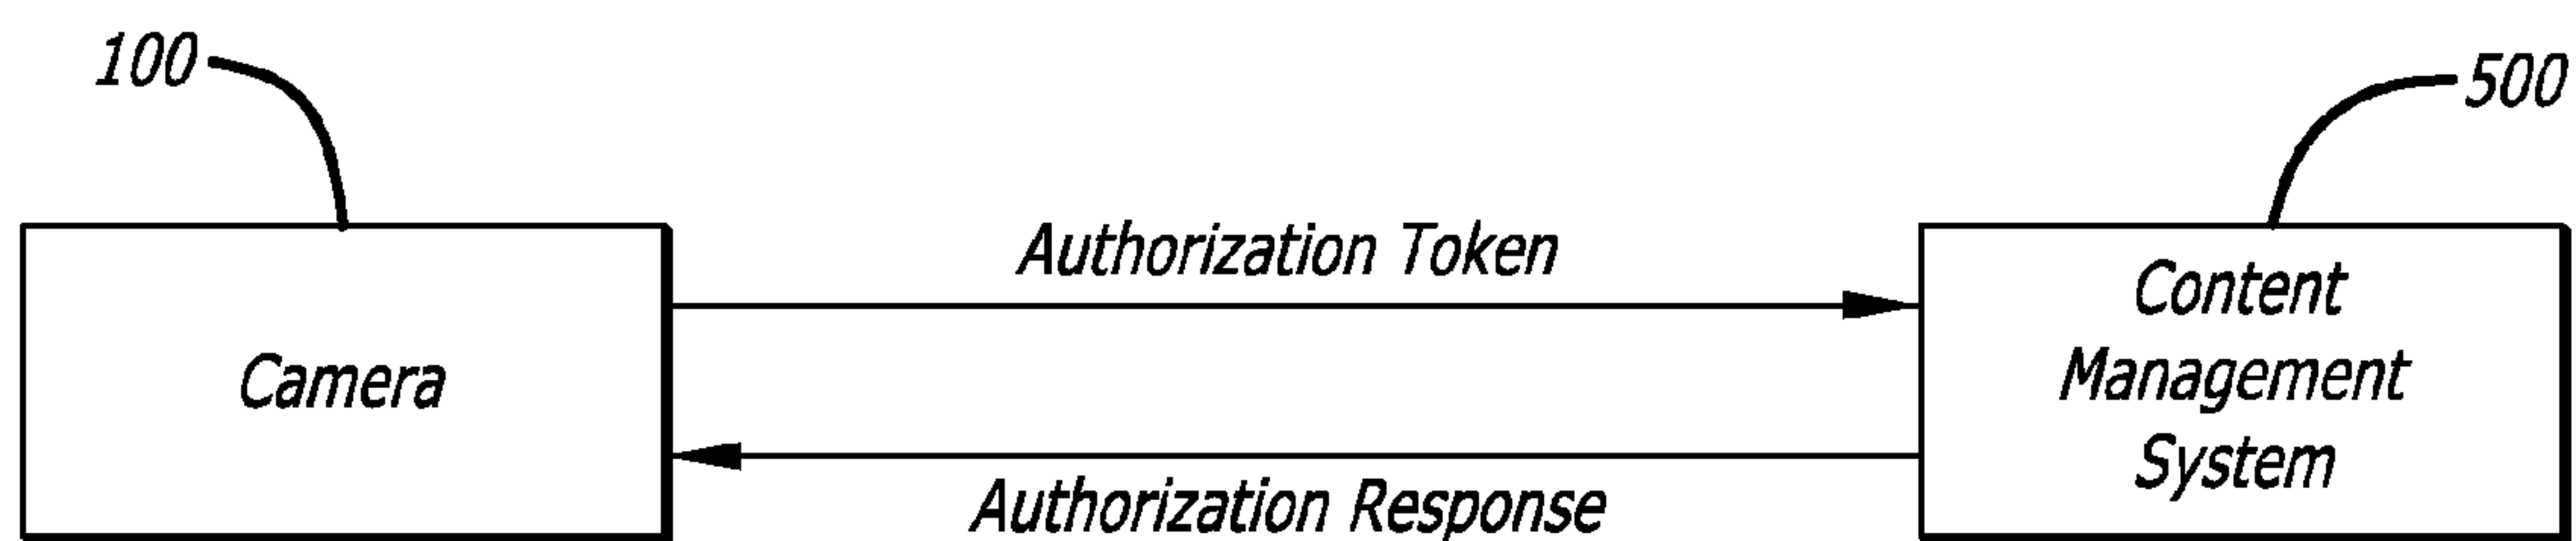 100
500
Authorization Token
Camera
Content
Management
System
Authorization Response